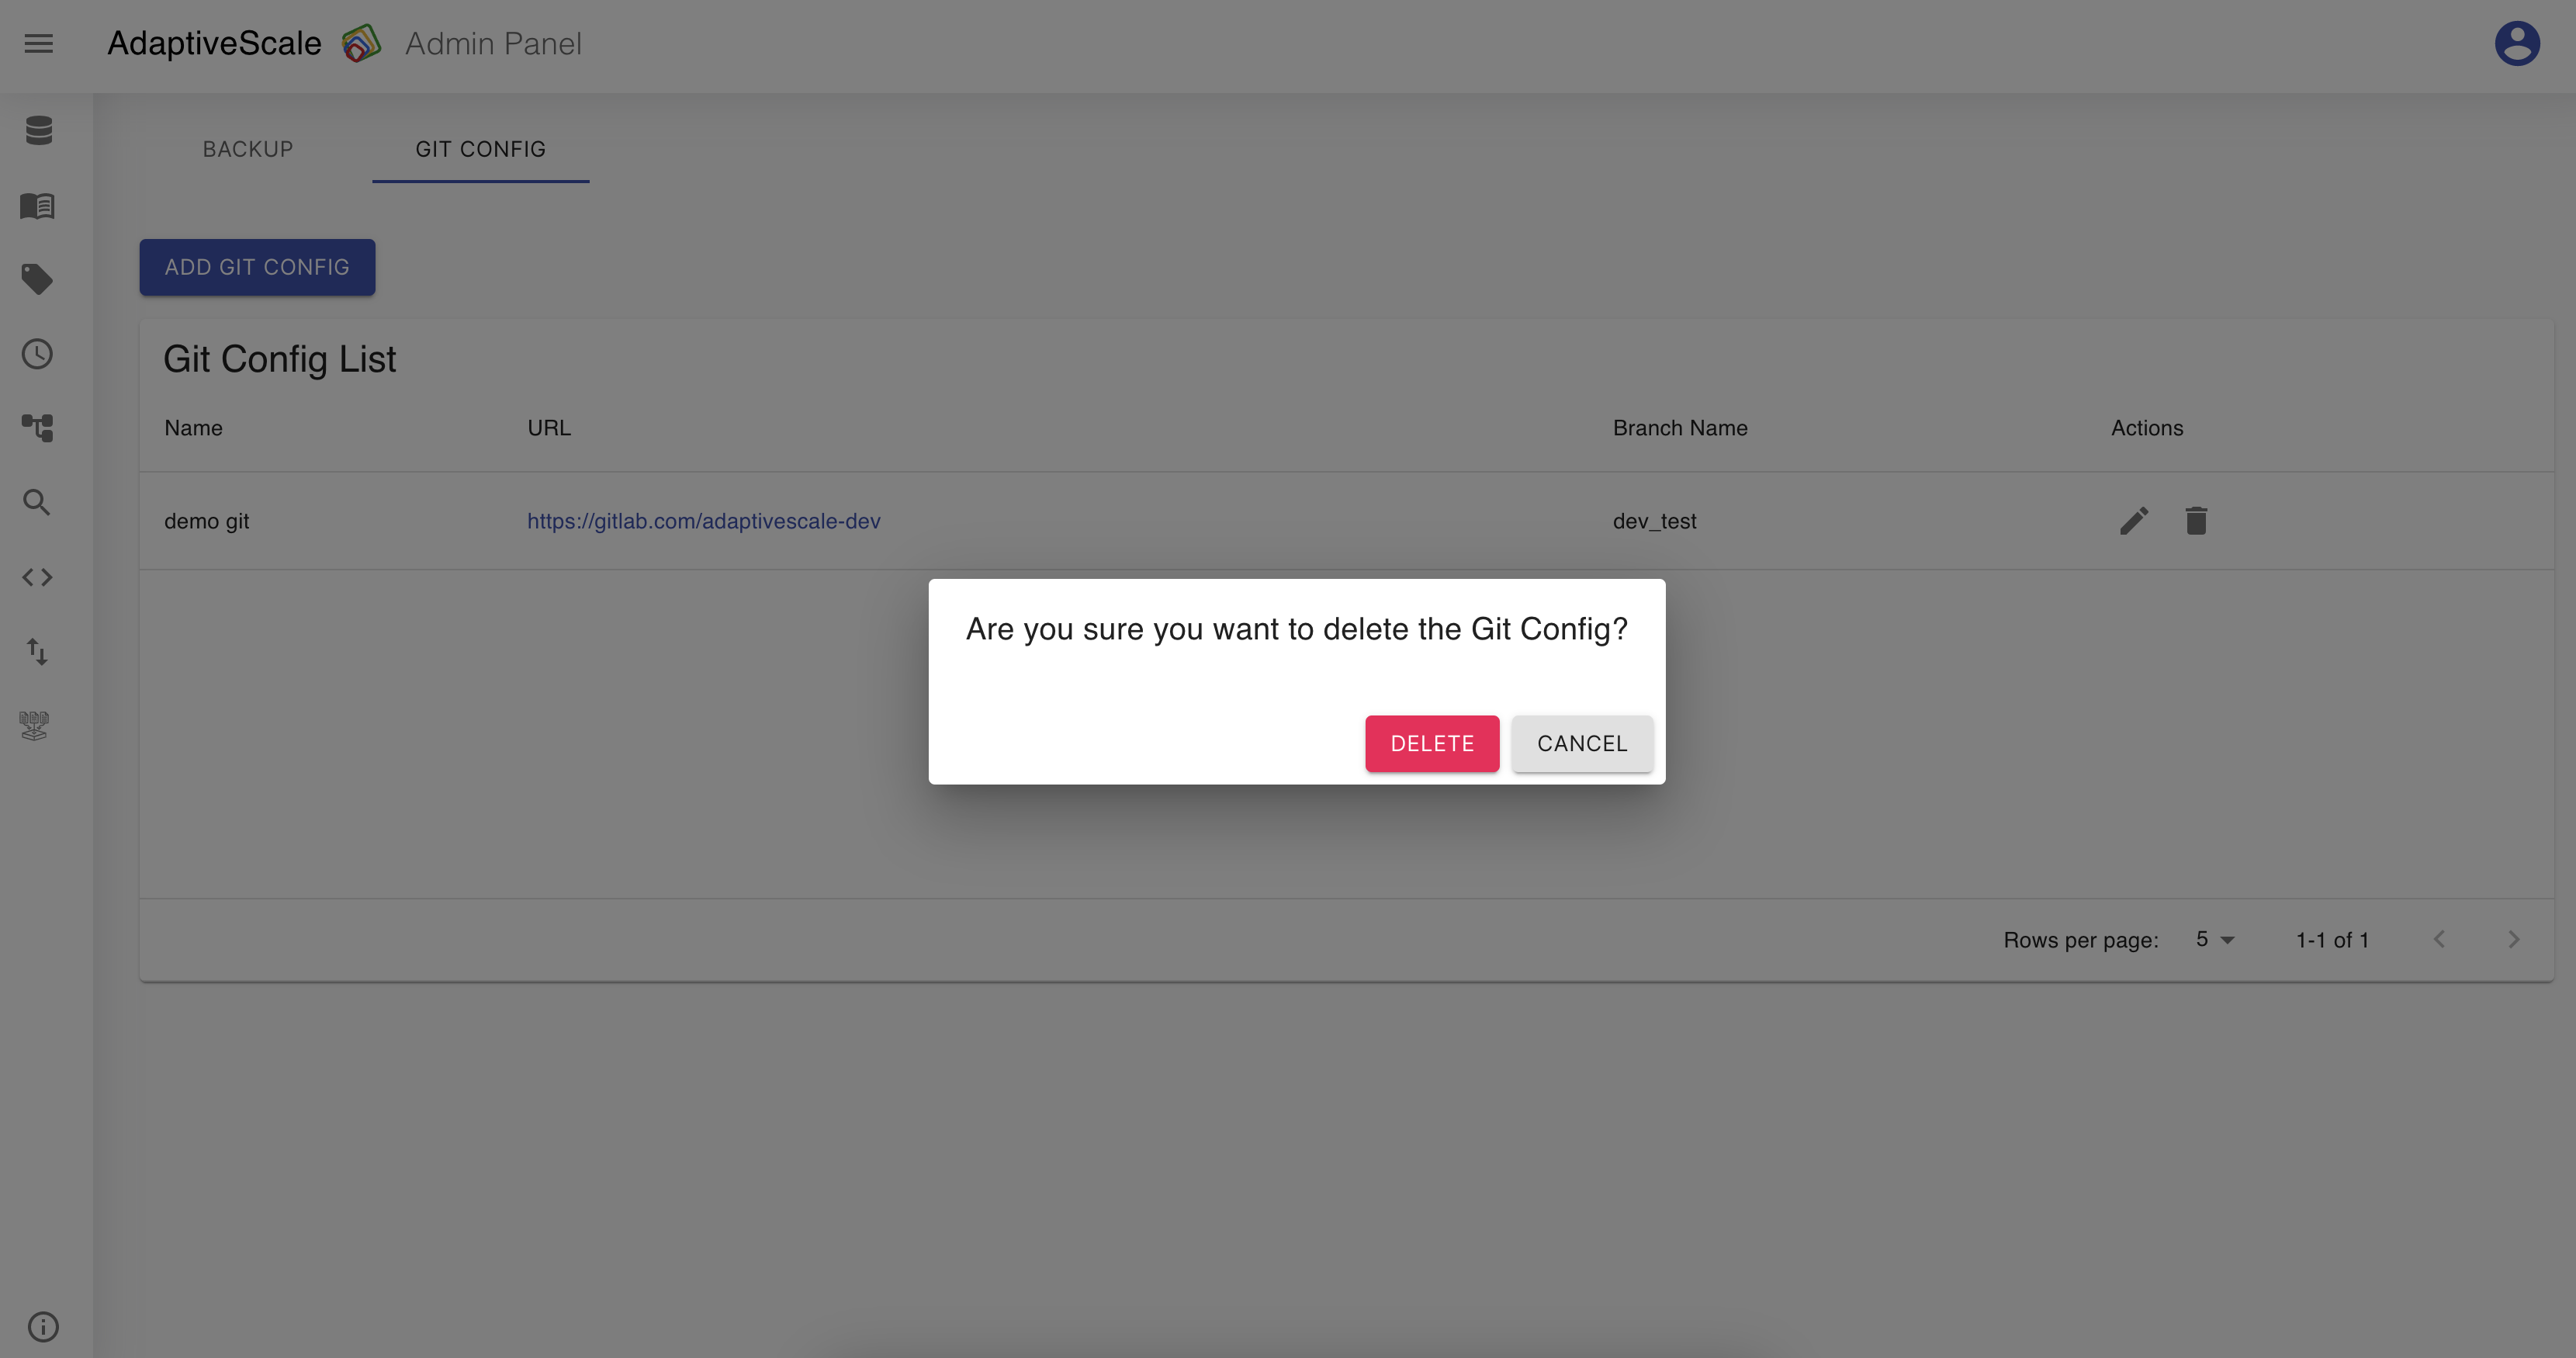 AdaptiveScale Admin Panel
BACKUP GIT CONFIG
ADD GIT CONFIG
Git Config List
Name URL Branch Name Actions
demo git https://gitlab.com/adaptivescale-dev dev_test
Are you sure you want to delete the Git Config?
DELETE CANCEL
Rows per page: 5 1-1 of 1